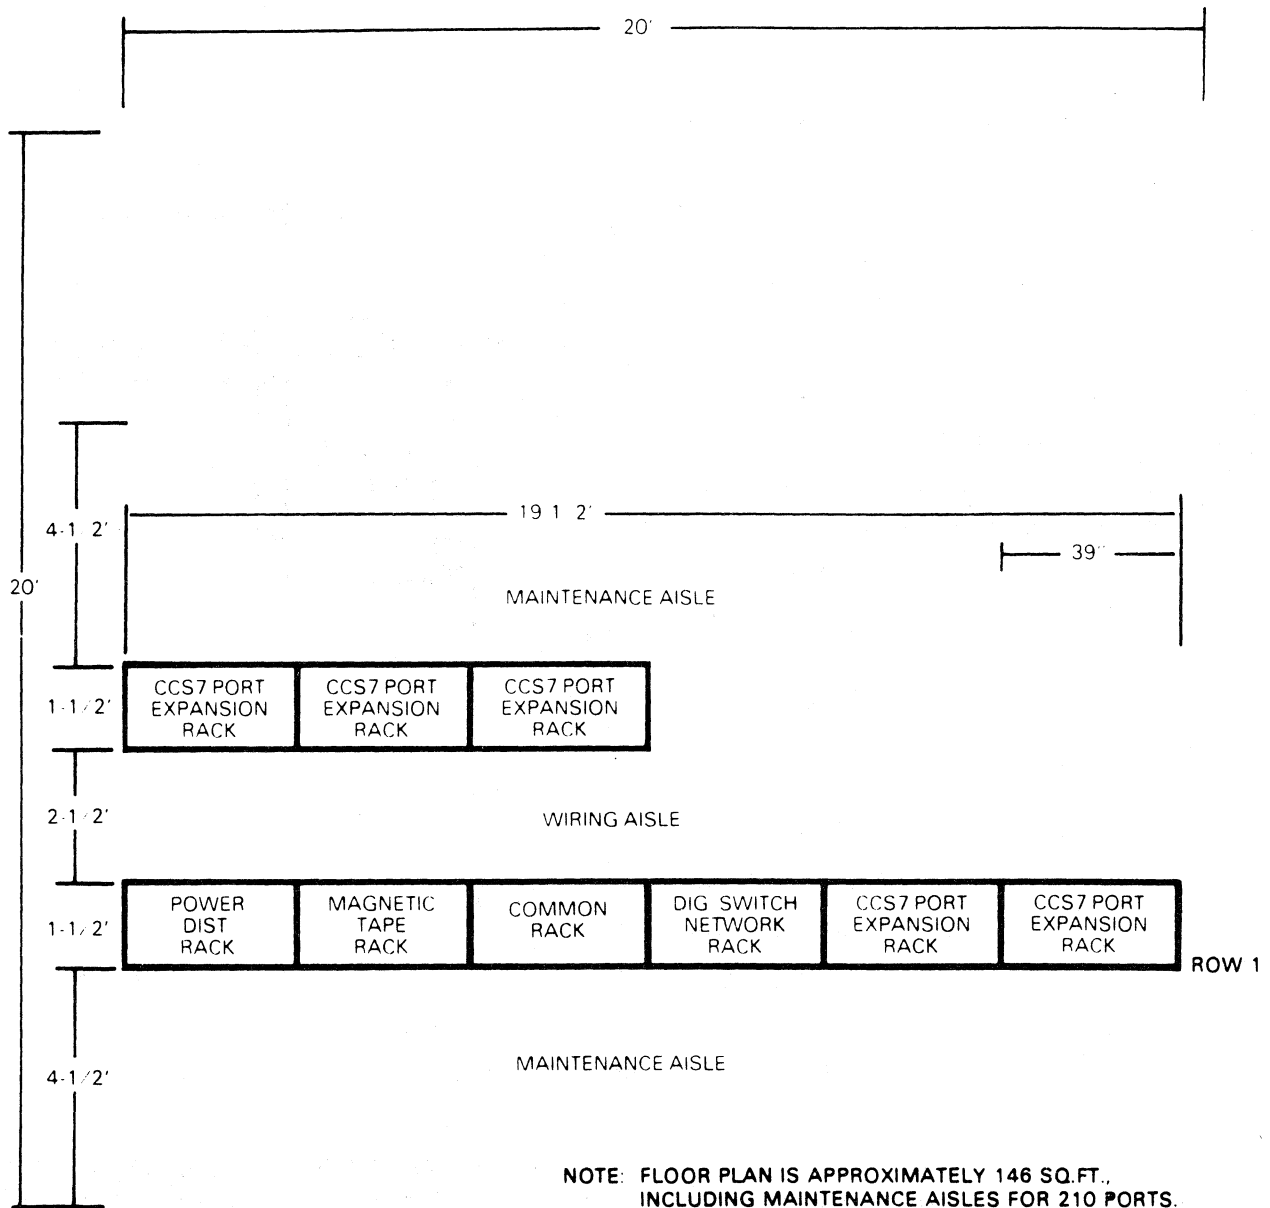 20'
4-1 2'
19 1 2'
39"
20'
MAINTENANCE AISLE
1-1/2'
CCS7 PORT
EXPANSION
RACK
CCS7 PORT
EXPANSION
RACK
CCS7 PORT
EXPANSION
RACK
2-1/2'
WIRING AISLE
1-1/2'
POWER
DIST
RACK
MAGNETIC
TAPE
RACK
COMMON
RACK
DIG SWITCH
NETWORK
RACK
CCS7 PORT
EXPANSION
RACK
CCS7 PORT
EXPANSION
RACK
ROW 1
4-1/2'
MAINTENANCE AISLE
NOTE: FLOOR PLAN IS APPROXIMATELY 146 SQ.FT.,
INCLUDING MAINTENANCE AISLES FOR 210 PORTS.